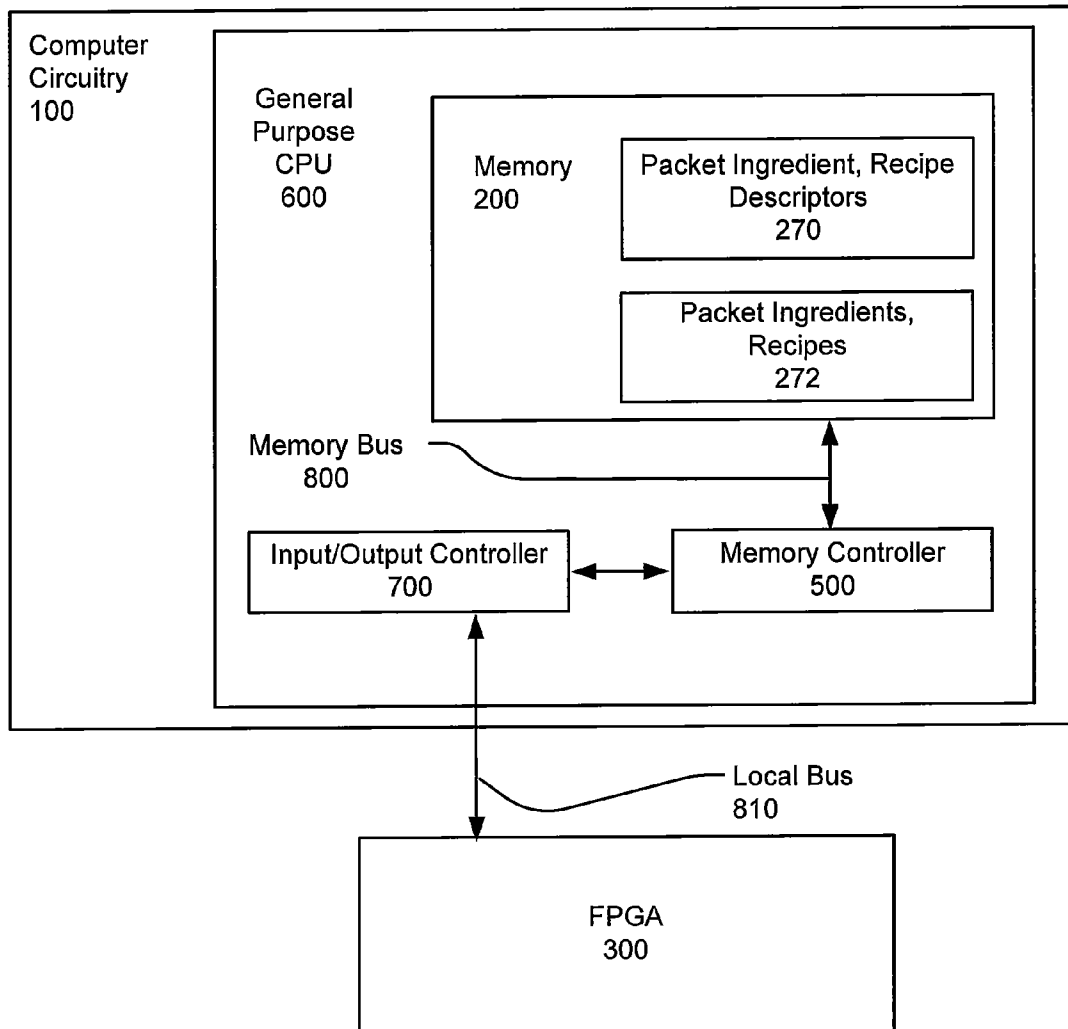 Computer
Circuitry
100
General
Purpose
CPU
600
Memory
200
Packet Ingredient, Recipe
Descriptors
270
Packet Ingredients,
Recipes
272
Memory Bus
800
Input/Output Controller
700
Memory Controller
500
Local Bus
810
FPGA
300